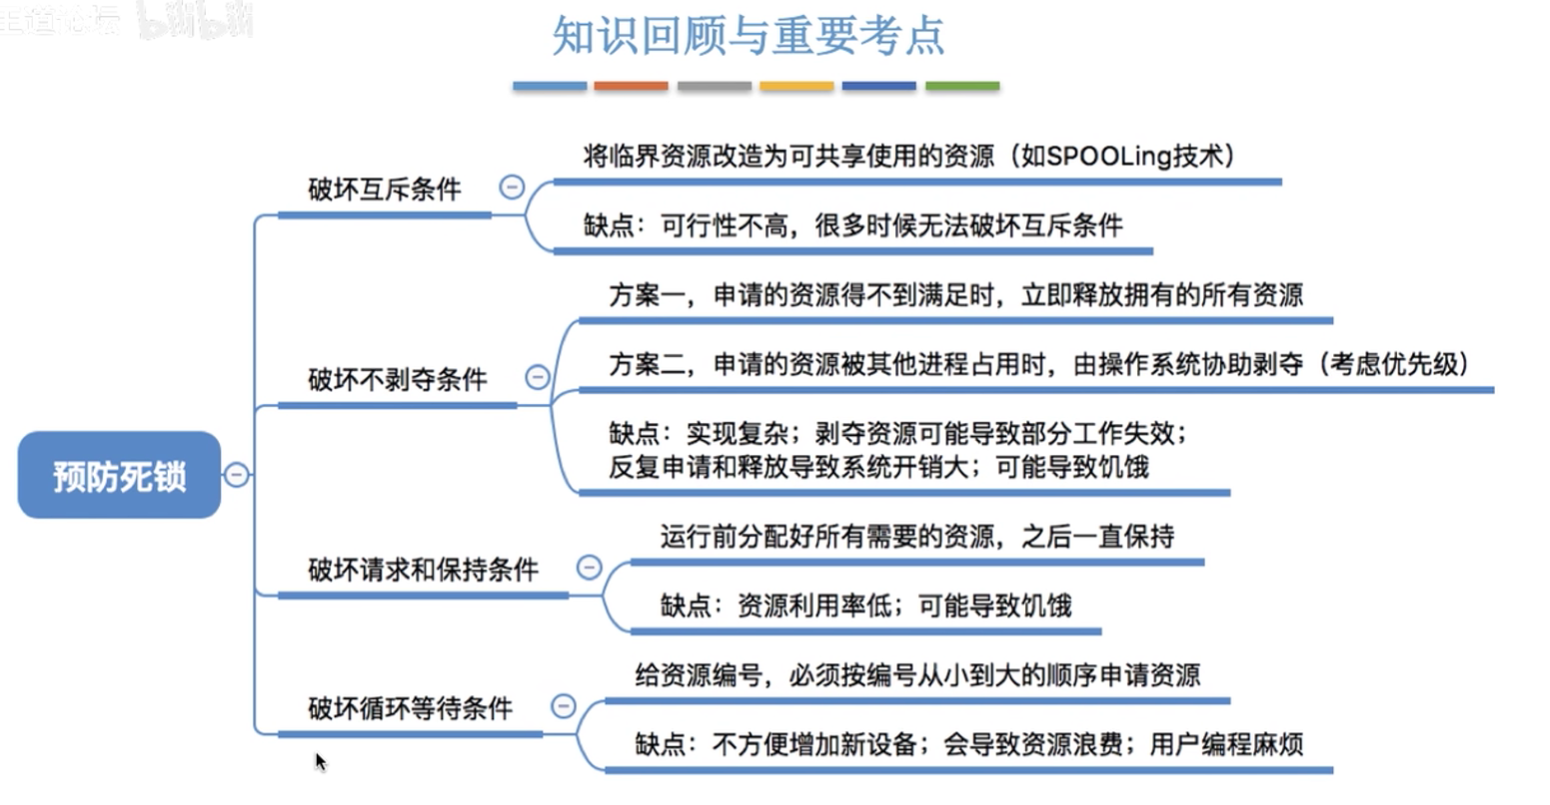 王道论坛 bilibili
知识回顾与重要考点
预防死锁
破坏互斥条件
将临界资源改造为可共享使用的资源（如SPOOLing技术）
缺点：可行性不高，很多时候无法破坏互斥条件
破坏不剥夺条件
方案一，申请的资源得不到满足时，立即释放拥有的所有资源
方案二，申请的资源被其他进程占用时，由操作系统协助剥夺（考虑优先级）
缺点：实现复杂；剥夺资源可能导致部分工作失效；
反复申请和释放导致系统开销大；可能导致饥饿
破坏请求和保持条件
运行前分配好所有需要的资源，之后一直保持
缺点：资源利用率低；可能导致饥饿
破坏循环等待条件
给资源编号，必须按编号从小到大的顺序申请资源
缺点：不方便增加新设备；会导致资源浪费；用户编程麻烦